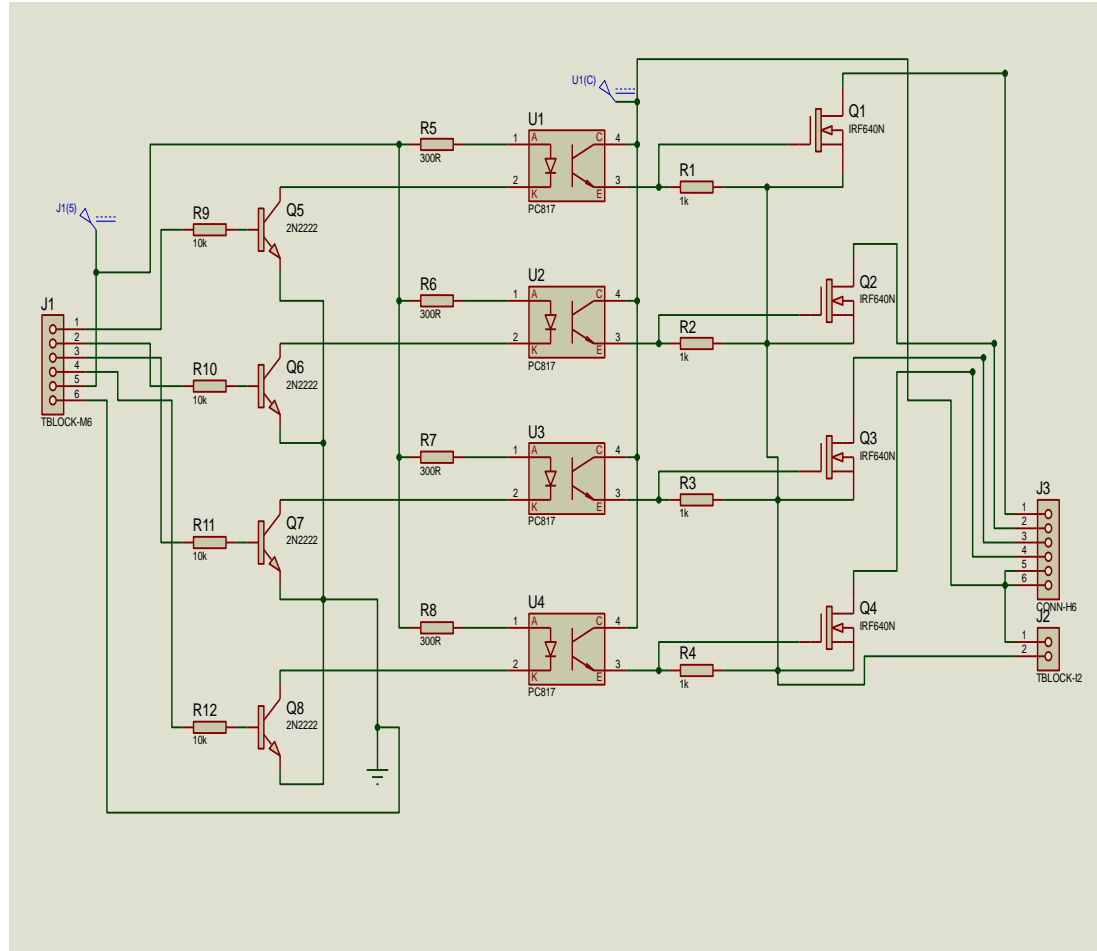 U1(C)
Q1
IRF640N
U1
R5
1
A
C
4
300R
R1
2
K
E
3
1k
PC817
J1(5)
R9
10k
Q5
2N2222
U2
Q2
IRF640N
R6
1
A
C
4
300R
R2
2
K
E
3
1k
PC817
J1
1
2
3
4
5
6
TBLOCK-M6
R10
10k
Q6
2N2222
U3
Q3
IRF640N
R7
1
A
C
4
300R
R3
2
K
E
3
1k
PC817
R11
10k
Q7
2N2222
J3
1
2
3
4
5
6
CONN-H6
U4
Q4
IRF640N
R8
1
A
C
4
300R
R4
2
K
E
3
1k
PC817
J2
1
2
TBLOCK-I2
R12
10k
Q8
2N2222